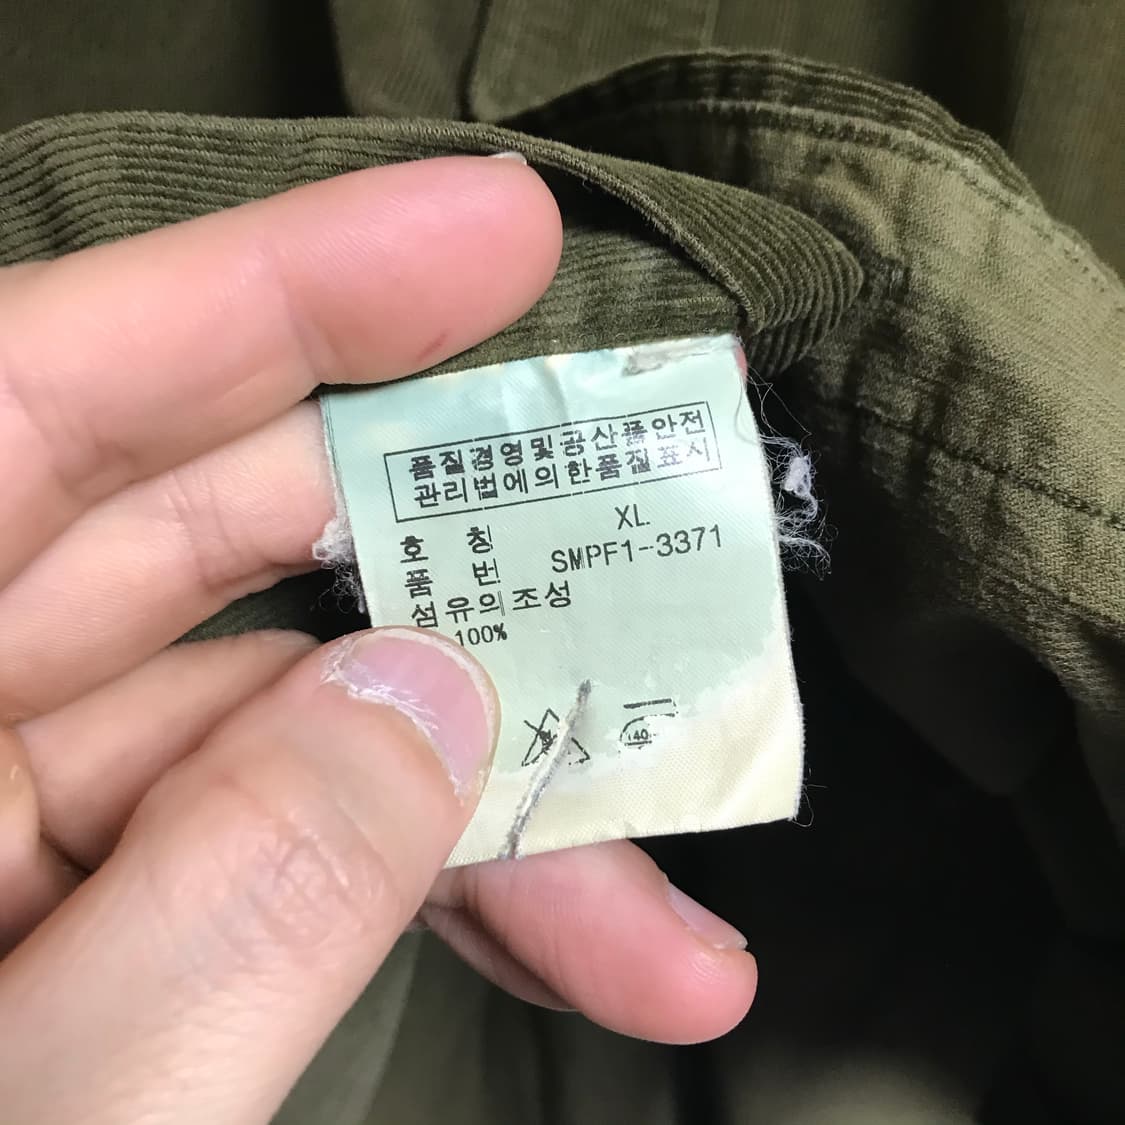 품질경영및공산품안전
관리법에의한품질표시
호 칭 XL
품 번 SMPF1-3371
섬유의조성
100%
40